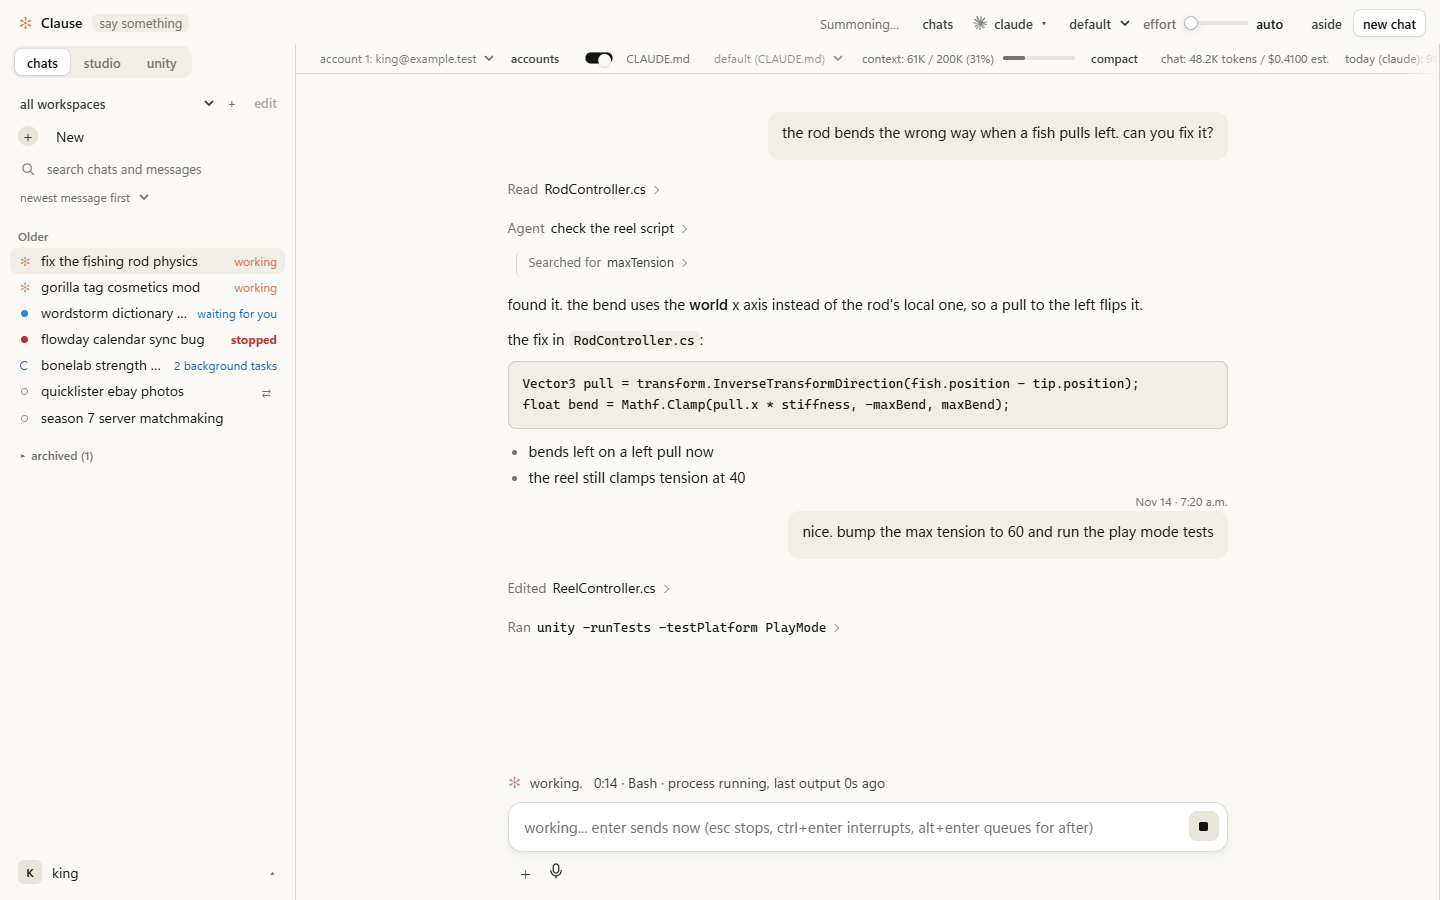 Clause
say something
Summoning...
chats
claude
default
effort
auto
aside
new chat
chats
studio
unity
account 1: king@example.test
accounts
CLAUDE.md
default (CLAUDE.md)
context: 61K / 200K (31%)
compact
chat: 48.2K tokens / $0.4100 est.
today (claude):
all workspaces
+
edit
+ New
search chats and messages
newest message first
Older
fix the fishing rod physics working
gorilla tag cosmetics mod working
wordstorm dictionary ... waiting for you
flowday calendar sync bug stopped
bonelab strength ... 2 background tasks
quicklister ebay photos
season 7 server matchmaking
archived (1)
the rod bends the wrong way when a fish pulls left. can you fix it?
Read RodController.cs
Agent check the reel script
Searched for maxTension
found it. the bend uses the world x axis instead of the rod's local one, so a pull to the left flips it.
the fix in RodController.cs:
Vector3 pull = transform.InverseTransformDirection(fish.position - tip.position);
float bend = Mathf.Clamp(pull.x * stiffness, -maxBend, maxBend);
• bends left on a left pull now
• the reel still clamps tension at 40
Nov 14 · 7:20 a.m.
nice. bump the max tension to 60 and run the play mode tests
Edited ReelController.cs
Ran unity -runTests -testPlatform PlayMode
working. 0:14 · Bash · process running, last output 0s ago
working... enter sends now (esc stops, ctrl+enter interrupts, alt+enter queues for after)
+
K king